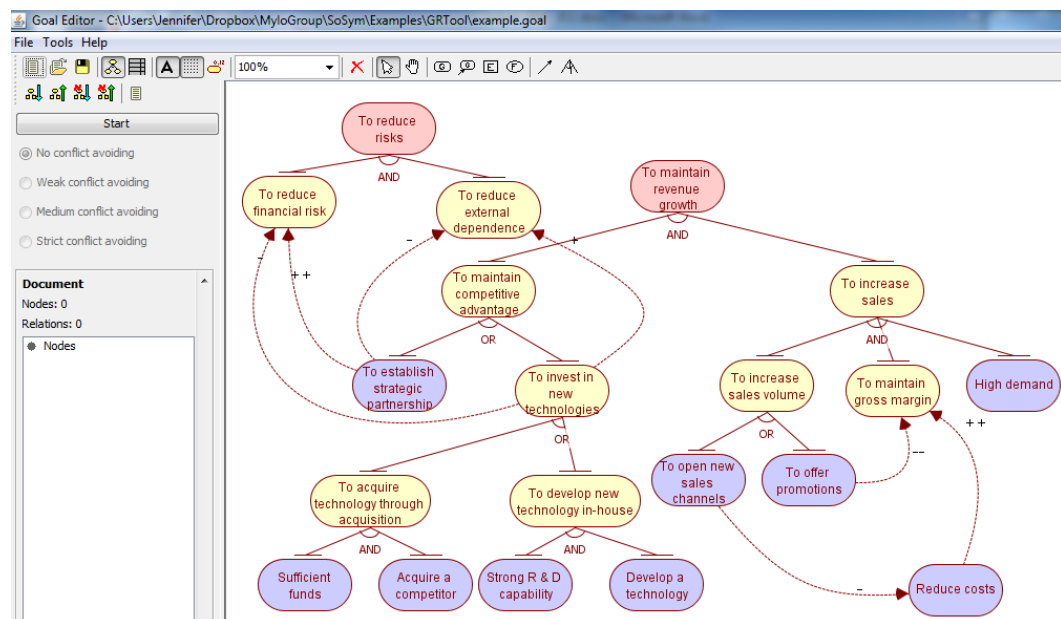 Goal Editor - C:\Users\Jennifer\Dropbox\MyloGroup\SoSym\Examples\GRTool\example.goal
File Tools Help
A
100%
G
E
F
Start
No conflict avoiding
Weak conflict avoiding
Medium conflict avoiding
Strict conflict avoiding
Document
Nodes: 0
Relations: 0
Nodes
To reduce
risks
AND
To reduce
financial risk
To reduce
external
dependence
To maintain
revenue
growth
AND
-
+ +
-
+
To maintain
competitive
advantage
OR
To increase
sales
AND
To establish
strategic
partnership
To invest in
new
technologies
OR
To increase
sales volume
OR
To maintain
gross margin
High demand
+ +
--
To open new
sales
channels
To offer
promotions
To acquire
technology through
acquisition
AND
To develop new
technology in-house
AND
Sufficient
funds
Acquire a
competitor
Strong R & D
capability
Develop a
technology
-
Reduce costs